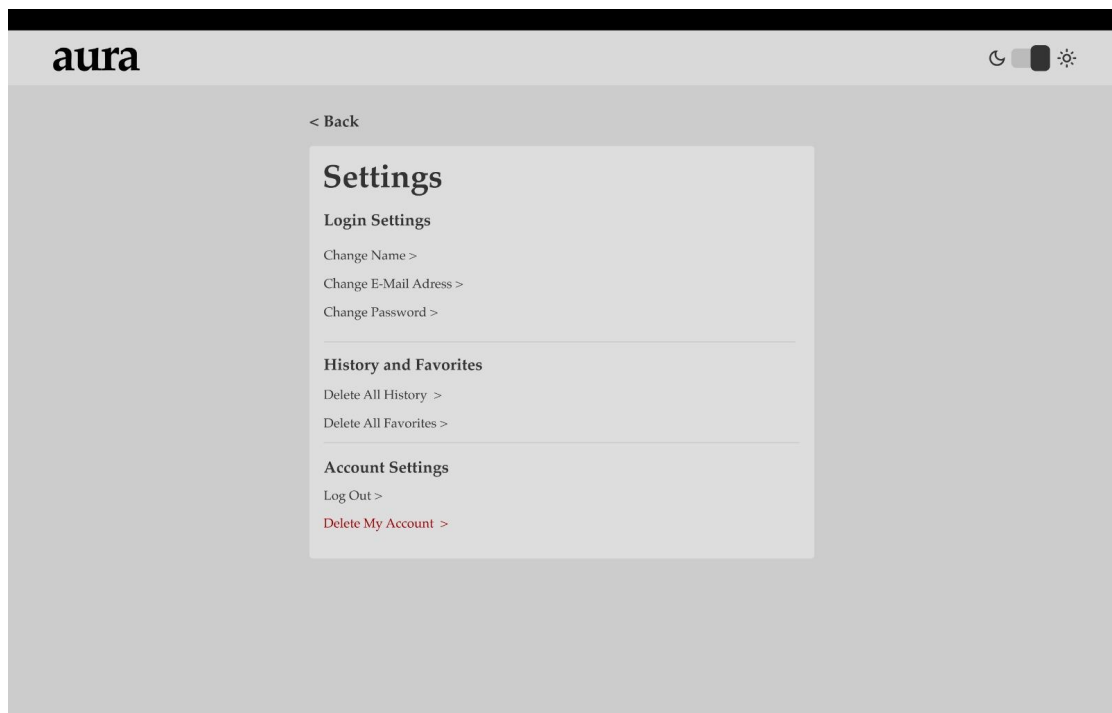 aura
< Back
Settings
Login Settings
Change Name >
Change E-Mail Adress >
Change Password >
History and Favorites
Delete All History >
Delete All Favorites >
Account Settings
Log Out >
Delete My Account >